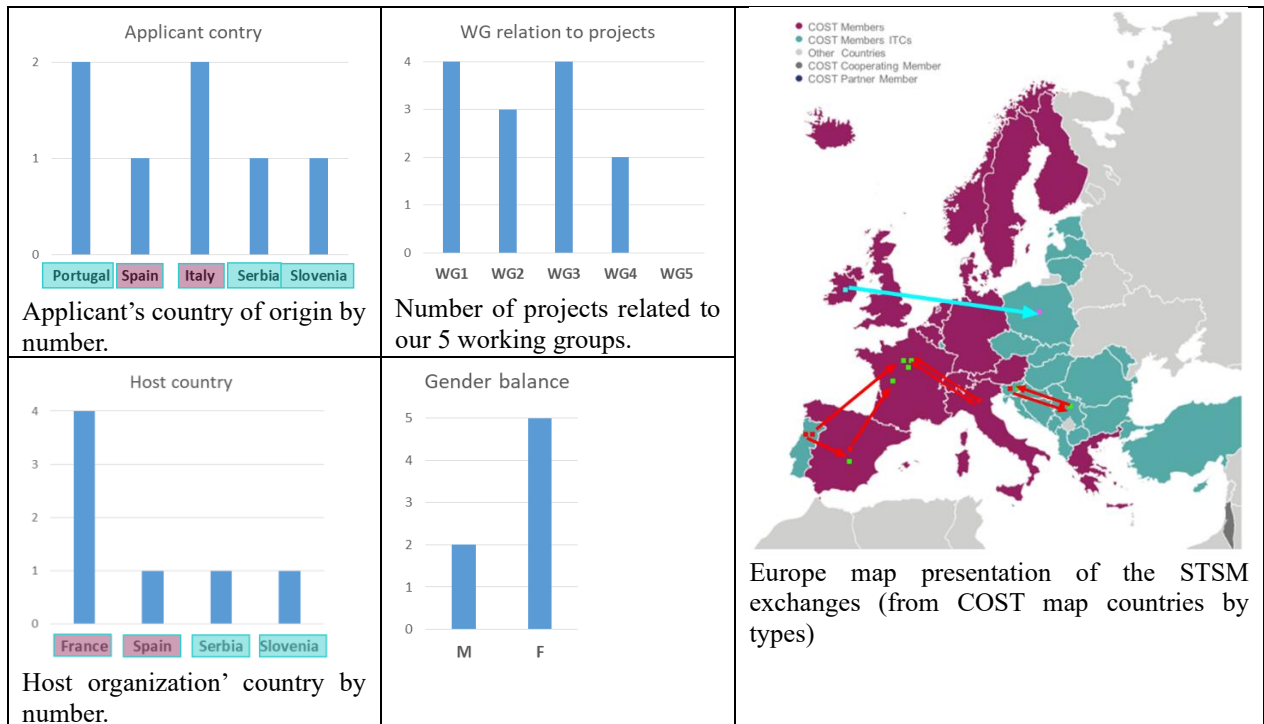 Applicant contry
2
1
0
Portugal Spain Italy Serbia Slovenia
Applicant’s country of origin by
number.
WG relation to projects
4
3
2
1
0
WG1 WG2 WG3 WG4 WG5
Number of projects related to
our 5 working groups.
COST Members
COST Members ITCs
Other Countries
COST Cooperating Member
COST Partner Member
Europe map presentation of the STSM
exchanges (from COST map countries by
types)
Host country
4
3
2
1
0
France Spain Serbia Slovenia
Host organization’ country by
number.
Gender balance
5
4
3
2
1
0
M F